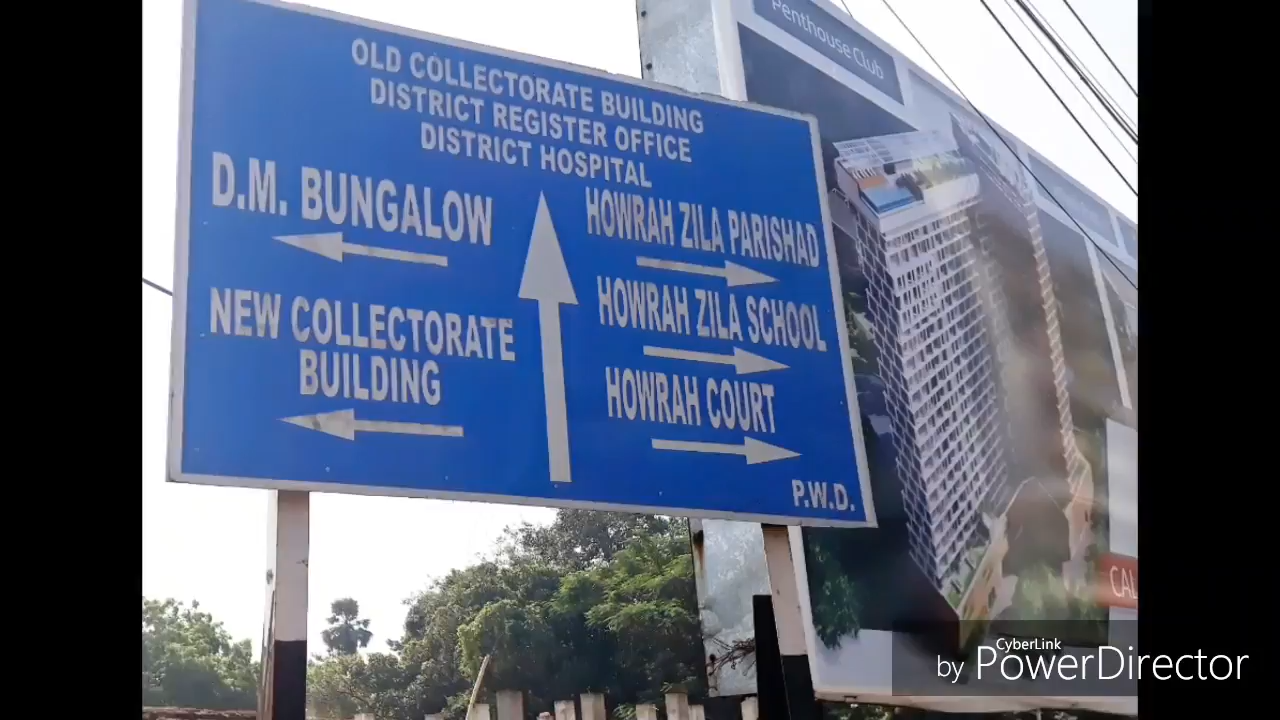 Penthouse Club
OLD COLLECTORATE BUILDING
DISTRICT REGISTER OFFICE
DISTRICT HOSPITAL
D.M. BUNGALOW
NEW COLLECTORATE
BUILDING
HOWRAH ZILA PARISHAD
HOWRAH ZILA SCHOOL
HOWRAH COURT
P.W.D.
CAL
CyberLink
by PowerDirector